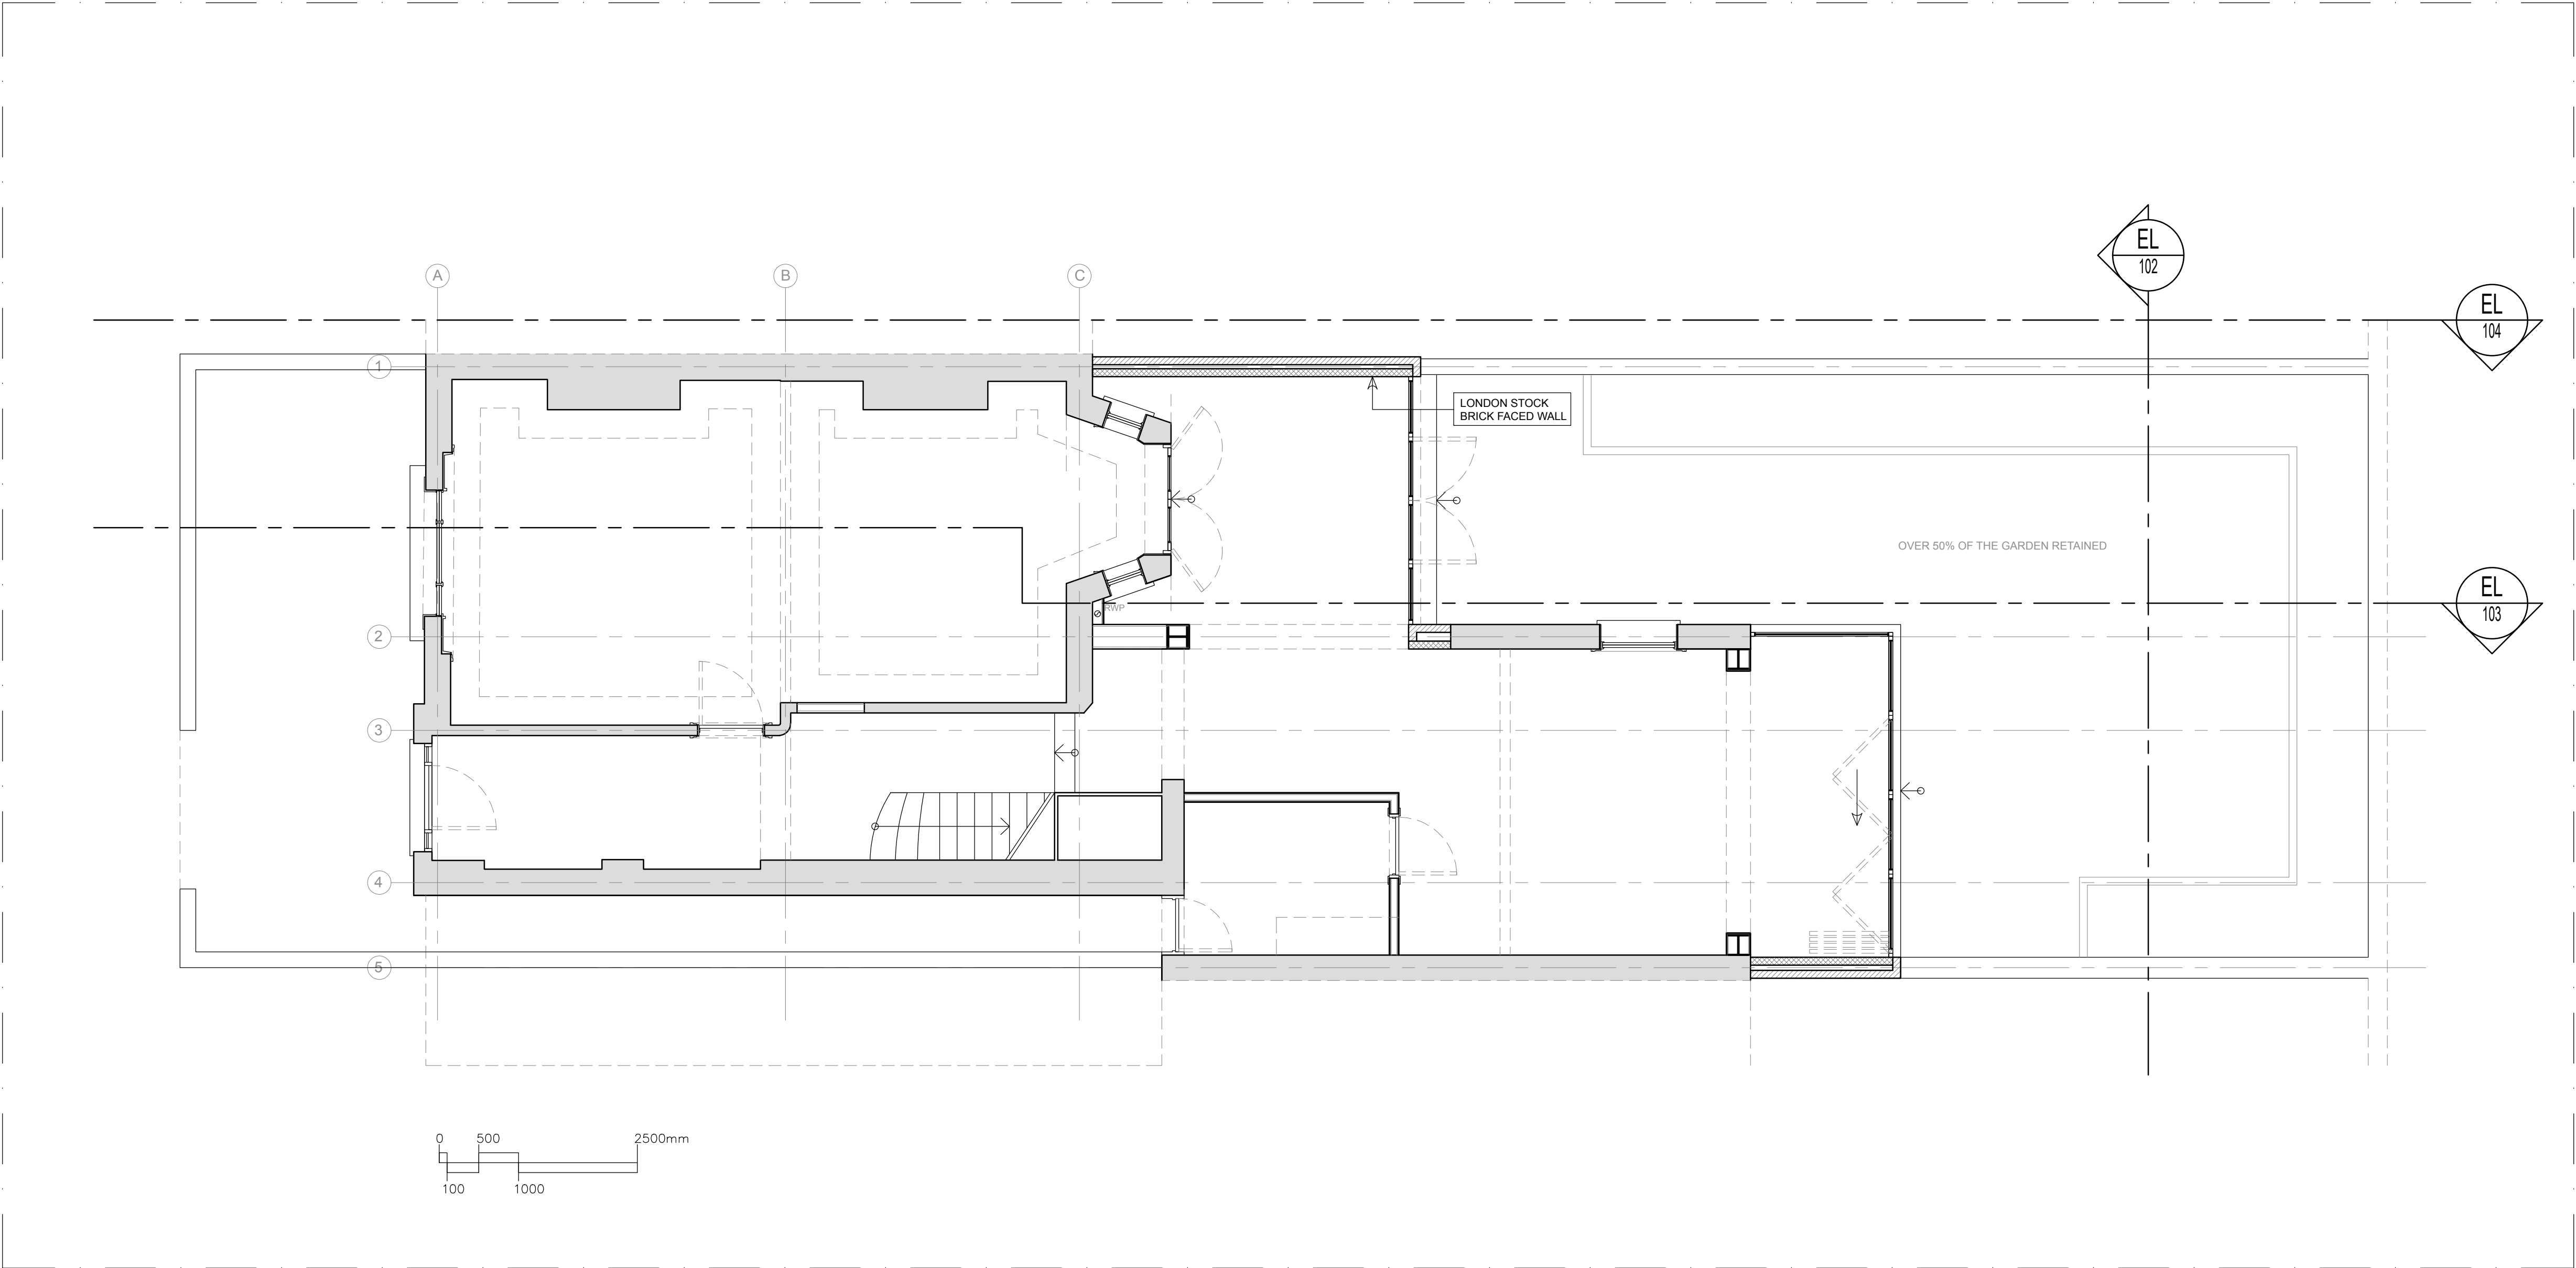 EL
102
A
B
C
EL
104
1
LONDON STOCK
BRICK FACED WALL
OVER 50% OF THE GARDEN RETAINED
EL
103
RWP
2
3
4
5
0
500
2500mm
100
1000